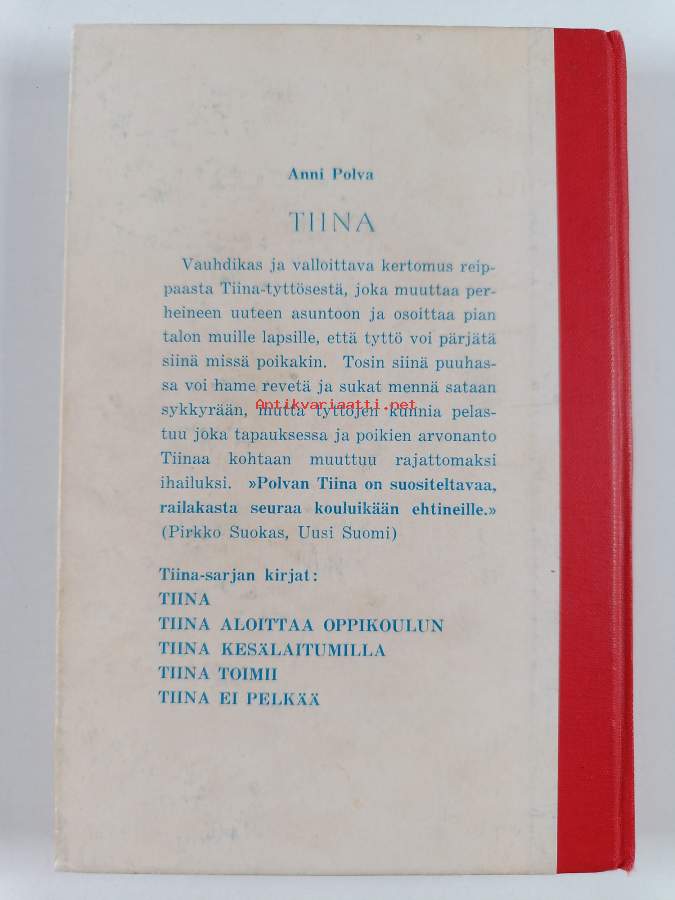 Anni Polva
TIINA
Vauhdikas ja valloittava kertomus reip-
paasta Tiina-tyttösestä, joka muuttaa per-
heineen uuteen asuntoon ja osoittaa pian
talon muille lapsille, että tyttö voi pärjätä
siinä missä poikakin. Tosin siinä puuhas-
sa voi hame revetä ja sukat mennä sataan
Antikvariaatti.net
sykkyrään, mutta tyttöjen kunnia pelas-
tuu joka tapauksessa ja poikien arvonanto
Tiinaa kohtaan muuttuu rajattomaksi
ihailuksi. »Polvan Tiina on suositeltavaa,
railakasta seuraa kouluikään ehtineille.»
(Pirkko Suokas, Uusi Suomi)
Tiina-sarjan kirjat:
TIINA
TIINA ALOITTAA OPPIKOULUN
TIINA KESÄLAITUMILLA
TIINA TOIMII
TIINA EI PELKÄÄ